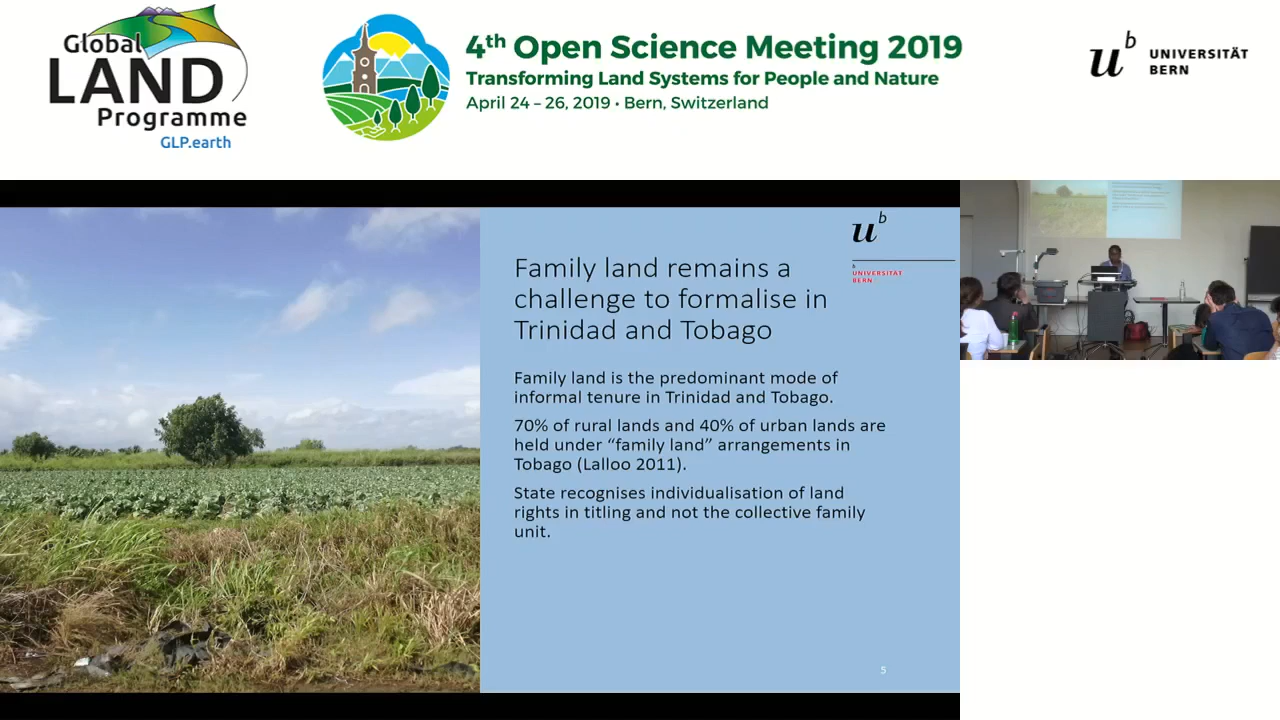 Global
LAND
Programme
GLP.earth
4th Open Science Meeting 2019
Transforming Land Systems for People and Nature
April 24 – 26, 2019 • Bern, Switzerland
u b
UNIVERSITÄT
BERN
u b
b
UNIVERSITÄT
BERN
Family land remains a
challenge to formalise in
Trinidad and Tobago
Family land is the predominant mode of
informal tenure in Trinidad and Tobago.
70% of rural lands and 40% of urban lands are
held under “family land” arrangements in
Tobago (Lalloo 2011).
State recognises individualisation of land
rights in titling and not the collective family
unit.
5